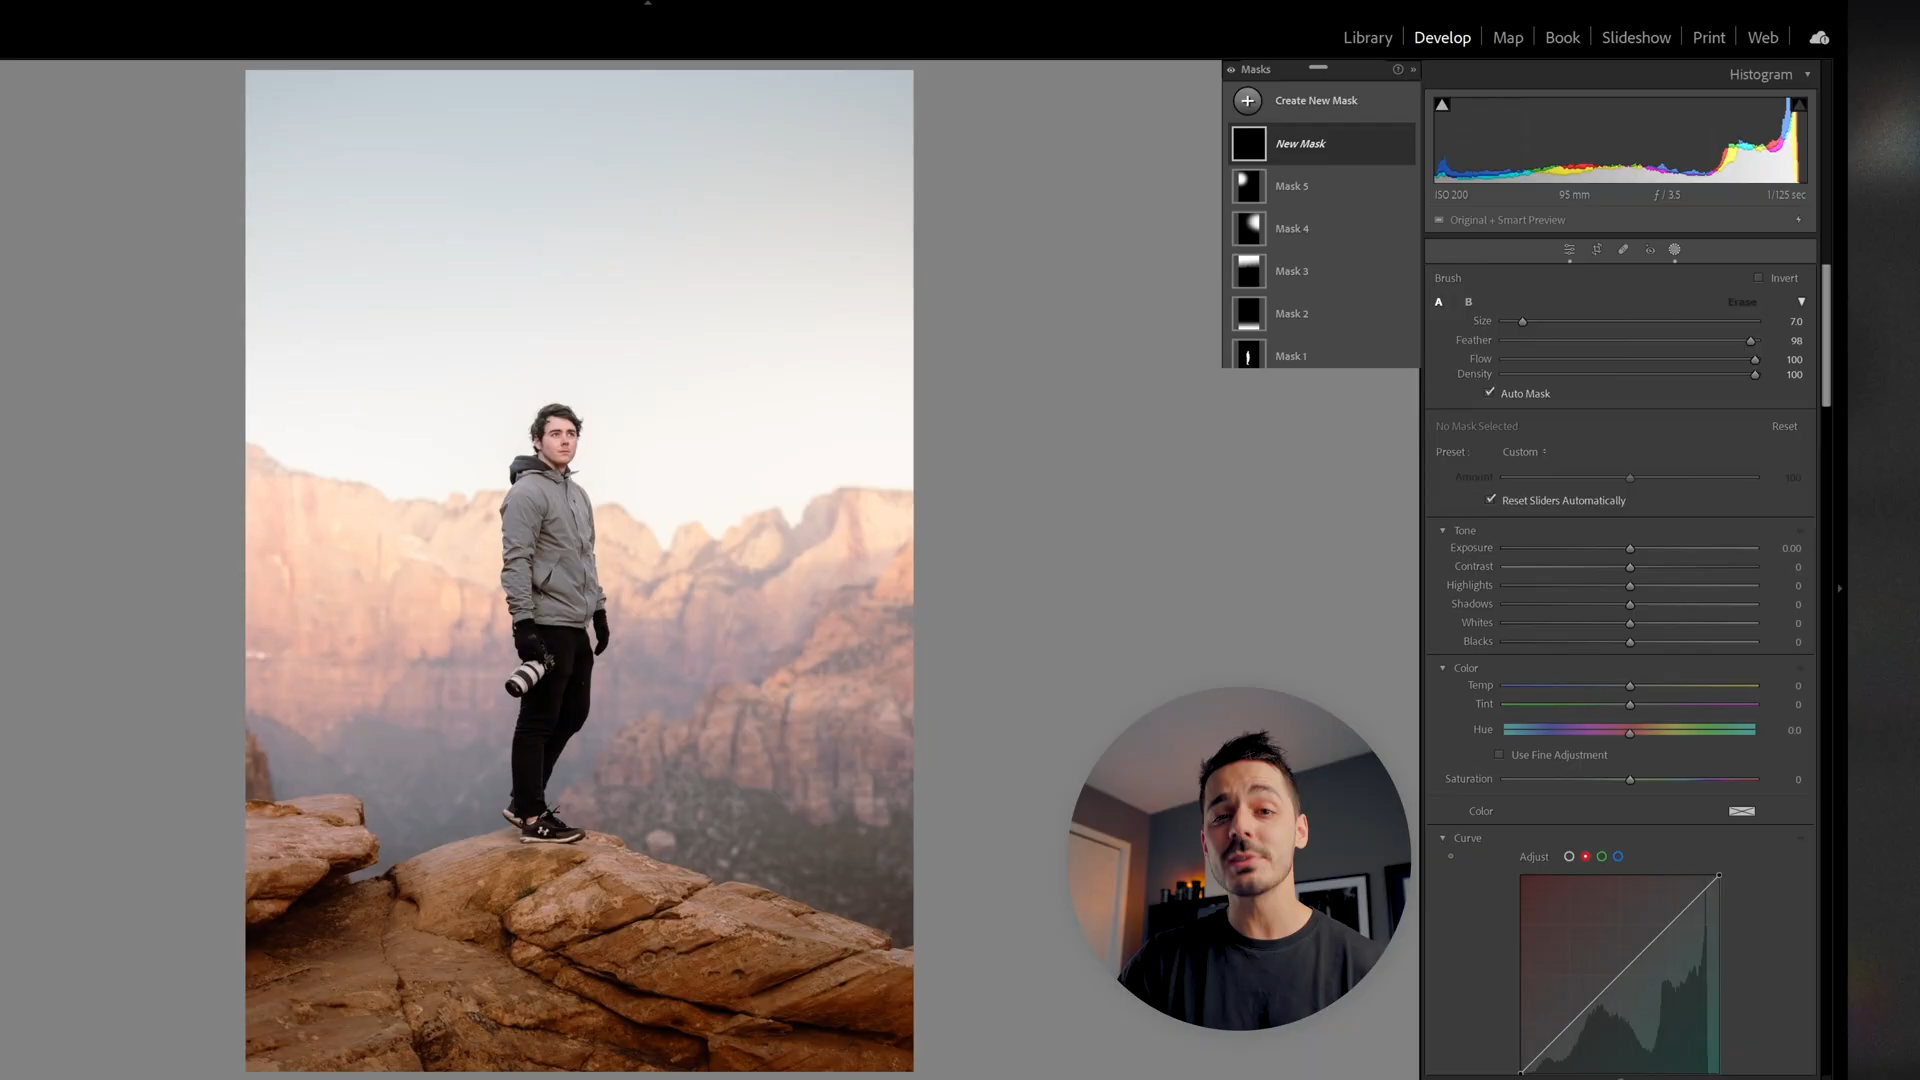 Library Develop Map Book Slideshow Print Web
Masks
Create New Mask
New Mask
Mask 5
Mask 4
Mask 3
Mask 2
Mask 1
Histogram
ISO 200 95 mm ƒ / 3.5 1/125 sec
Original + Smart Preview
Brush Invert
A B Erase
Size 7.0
Feather 98
Flow 100
Density 100
Auto Mask
No Mask Selected Reset
Preset : Custom
Amount 100
Reset Sliders Automatically
Tone
Exposure 0.00
Contrast 0
Highlights 0
Shadows 0
Whites 0
Blacks 0
Color
Temp 0
Tint 0
Hue 0.0
Use Fine Adjustment
Saturation 0
Color
Curve
Adjust